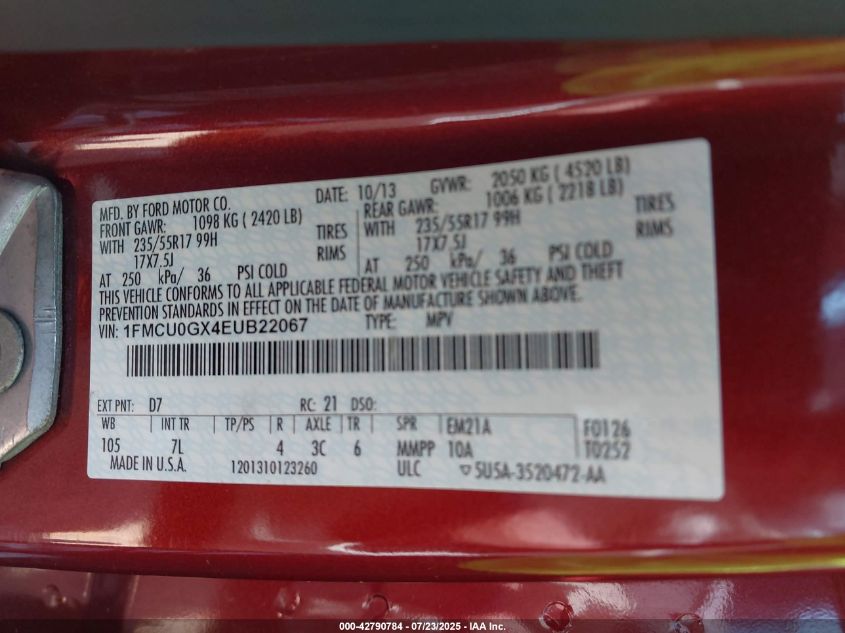 MFD. BY FORD MOTOR CO. DATE: 10/13 GVWR: 2050 KG ( 4520 LB)
FRONT GAWR: 1098 KG ( 2420 LB) REAR GAWR: 1006 KG ( 2218 LB)
WITH 235/55R17 99H TIRES WITH 235/55R17 99H TIRES
17X7.5J RIMS 17X7.5J RIMS
AT 250 kPa/ 36 PSI COLD AT 250 kPa/ 36 PSI COLD
THIS VEHICLE CONFORMS TO ALL APPLICABLE FEDERAL MOTOR VEHICLE SAFETY AND THEFT
PREVENTION STANDARDS IN EFFECT ON THE DATE OF MANUFACTURE SHOWN ABOVE.
VIN: 1FMCU0GX4EUB22067 TYPE: MPV
EXT PNT: D7 RC: 21 DSO:
WB INT TR TP/PS R AXLE TR SPR EM21A F0126
105 7L 4 3C 6 MMPP 10A T0252
MADE IN U.S.A. 1201310123260 ULC 5U5A-3520472-AA
000-42790784 - 07/23/2025 - IAA Inc.